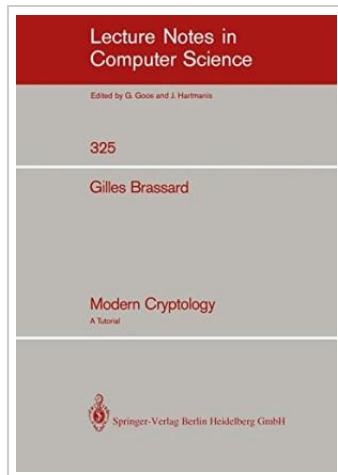 Lecture Notes in
Computer Science
Edited by G. Goos and J. Hartmanis
325
Gilles Brassard
Modern Cryptology
A Tutorial
Springer-Verlag Berlin Heidelberg GmbH